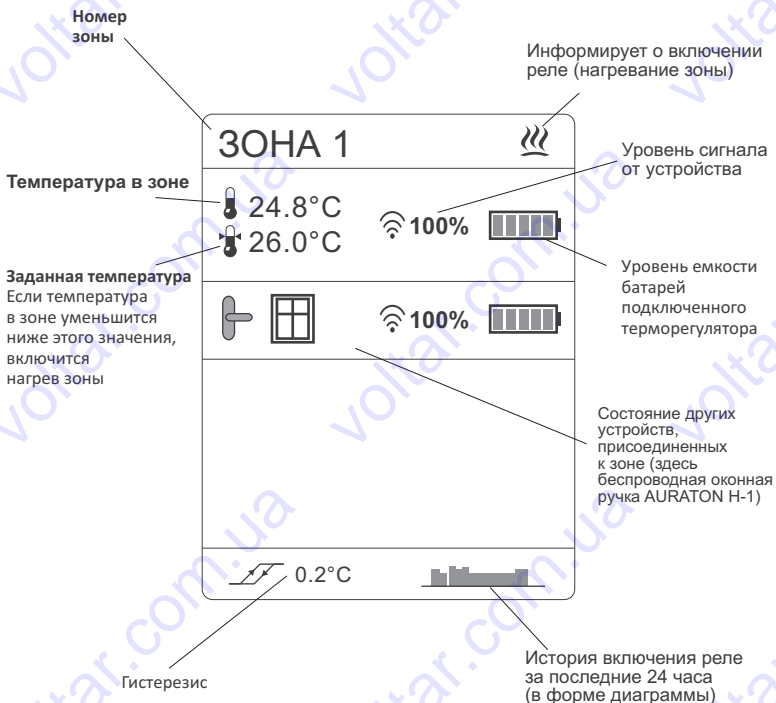 Номер
зоны
Информирует о включении
реле (нагревание зоны)
ЗОНА 1
Уровень сигнала
от устройства
Температура в зоне
24.8°C
100%
26.0°C
Заданная температура
Если температура
в зоне уменьшится
ниже этого значения,
включится
нагрев зоны
Уровень емкости
батарей
подключенного
терморегулятора
100%
Состояние других
устройств,
присоединенных
к зоне (здесь
беспроводная оконная
ручка AURATON H-1)
0.2°C
Гистерезис
История включения реле
за последние 24 часа
(в форме диаграммы)
voltar.com.ua